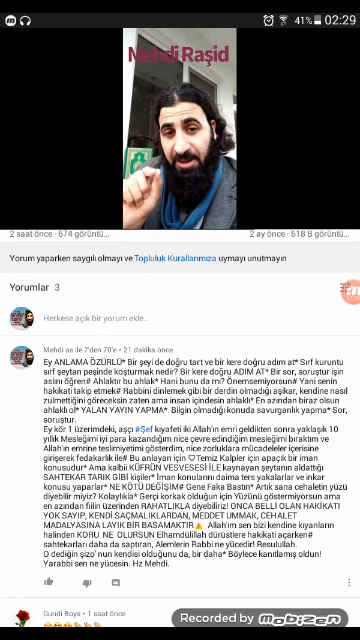 41% 02:29
Mehdi Raşid
2 saat önce · 674 görüntü...
2 ay önce · 618 B görüntü...
Yorum yaparken saygılı olmayı ve Topluluk Kurallarımıza uymayı unutmayın
Yorumlar 3
Herkese açık bir yorum ekle...
Mehdi as ile 7'den 70'e • 21 dakika önce
Ey ANLAMA ÖZÜRLÜ* Bir şeyi de doğru tart ve bir kere doğru adım at* Sırf kuruntu
sırf şeytan peşinde koşturmak nedir? Bir kere doğru ADIM AT* Bir sor, soruştur işin
aslını öğren# Ahlaktır bu ahlak* Hani bunu da mı? Önemsemiyorsun# Yani senin
hakikati takip etmek# Rabbini dinlemek gibi bir derdin olmadığı aşikar, kendine nasıl
zulmettiğini göreceksin zaten ama insan içindesin ahlaklı* En azından biraz olsun
ahlaklı ol* YALAN YAYIN YAPMA* Bilgin olmadığı konuda savurganlık yapma* Sor,
soruştur.
Ey kör 1 üzerimdeki, aşçı #Şef kıyafeti iki Allah'ın emri geldikten sonra yaklaşık 10
yıllık Mesleğimi iyi para kazandığım nice çevre edindiğim mesleğimi bıraktım ve
Allah'ın emrine teslimiyetimi gösterdim, nice zorluklara mücadeleler içerisine
girişerek fedakarlık ile# Bu anlayan için ♡Temiz Kalpler için apaçık bir iman
konusudur* Ama kalbii KÜFRÜN VESVESESİ İLE kaynayan şeytanın aldattığı
SAHTEKAR TARIK GİBİ kişiler* İman konularını daima ters yakalarlar ve inkar
konusu yaparlar* NE KÖTÜ DEĞİŞİM# Gene Faka Bastın* Artık sana cehaletin yüzü
diyebilir miyiz? Kolaylıkla* Gerçi korkak olduğun için Yüzünü gösteremiyorsun ama
en azından fiilin üzerinden RAHATLIKLA diyebiliriz! ONCA BELLİ OLAN HAKİKATI
YOK SAYIP, KENDİ SAÇMALIKLARDAN, MEDDET UMMAK, CEHALET
MADALYASINA LAYIK BİR BASAMAKTIR⚠ Allah'ım sen bizi kendine kıyanların
halinden KORU NE OLURSUN Elhamdülillah dürüstlere hakikati açarken#
sahtekarları daha da saptıran, Alemlerin Rabbi ne yücedir! Resulullah.
O dediğin şizo' nun kendisi olduğunu da, bir daha* Böylece kanıtlamış oldun!
Yarabbi sen ne yücesin. Hz Mehdi.
Gundi Boys • 1 saat önce
Recorded by
mobizen